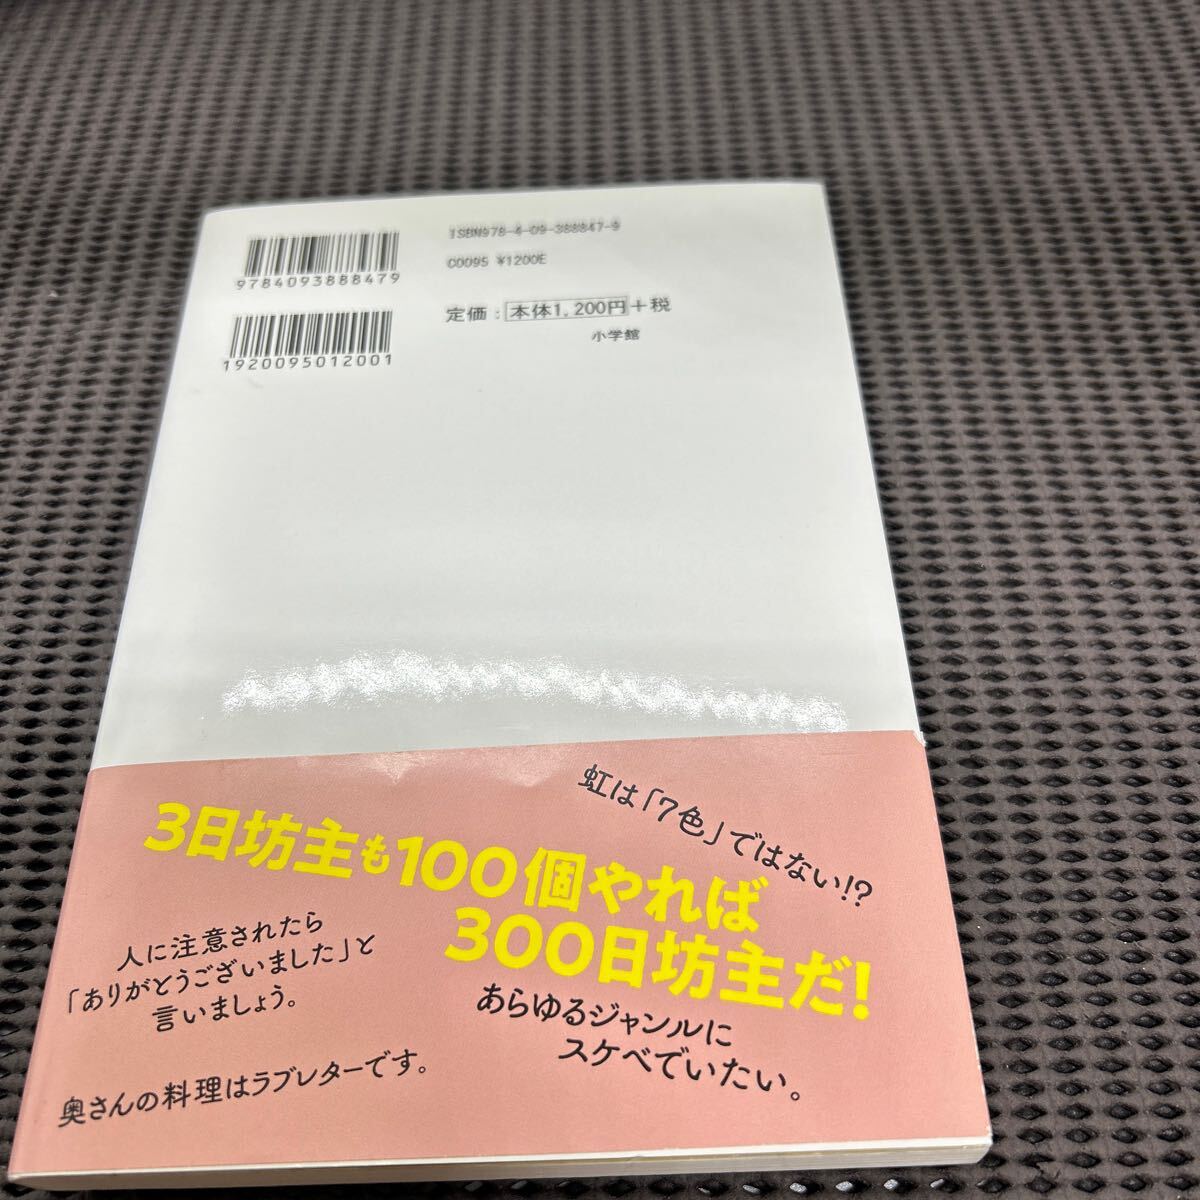 ISBN978-4-09-388847-9
9784093888479
C0095 ¥1200E
定価：本体1,200円＋税
小学館
1920095012001
虹は「7色」ではない!?
3日坊主も100個やれば
300日坊主だ!
人に注意されたら
「ありがとうございました」と
言いましょう。
あらゆるジャンルに
スケベでいたい。
奥さんの料理はラブレターです。